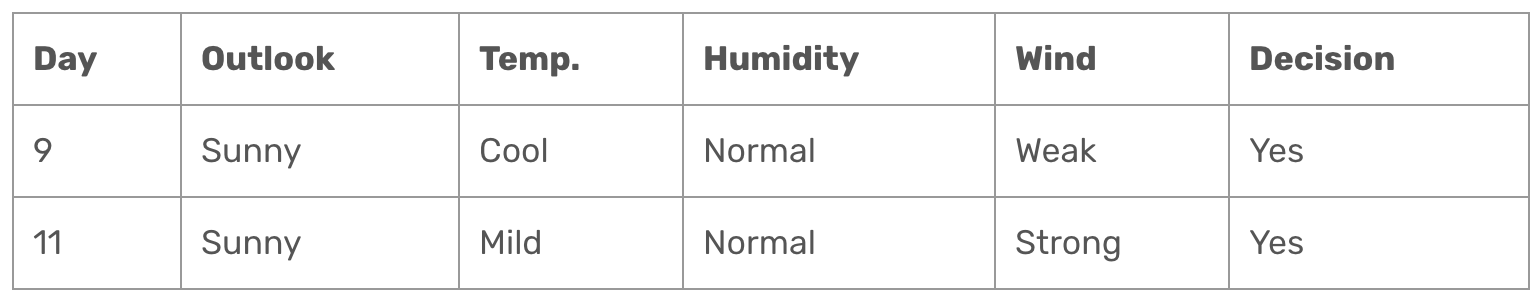 Day Outlook Temp. Humidity Wind Decision
9 Sunny Cool Normal Weak Yes
11 Sunny Mild Normal Strong Yes